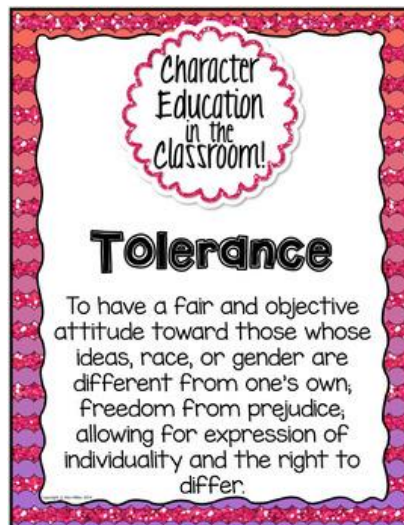 Character
Education
in the
Classroom!
Tolerance
To have a fair and objective
attitude toward those whose
ideas, race, or gender are
different from one's own;
freedom from prejudice;
allowing for expression of
individuality and the right to
differ.